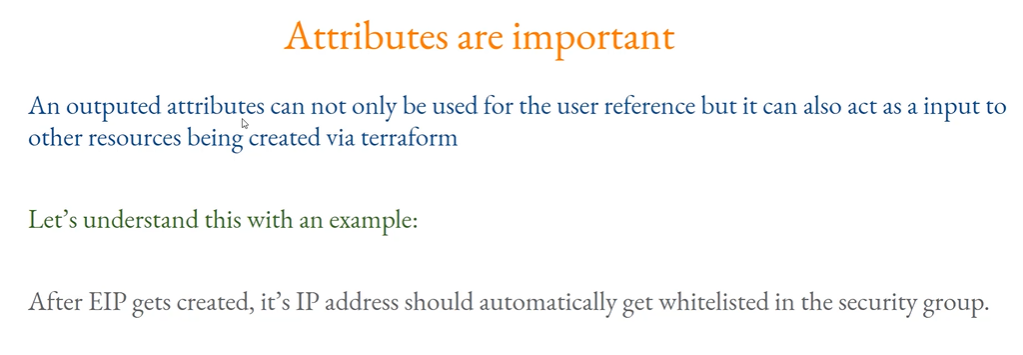 Attributes are important
An outputed attributes can not only be used for the user reference but it can also act as a input to
other resources being created via terraform
Let’s understand this with an example:
After EIP gets created, it’s IP address should automatically get whitelisted in the security group.